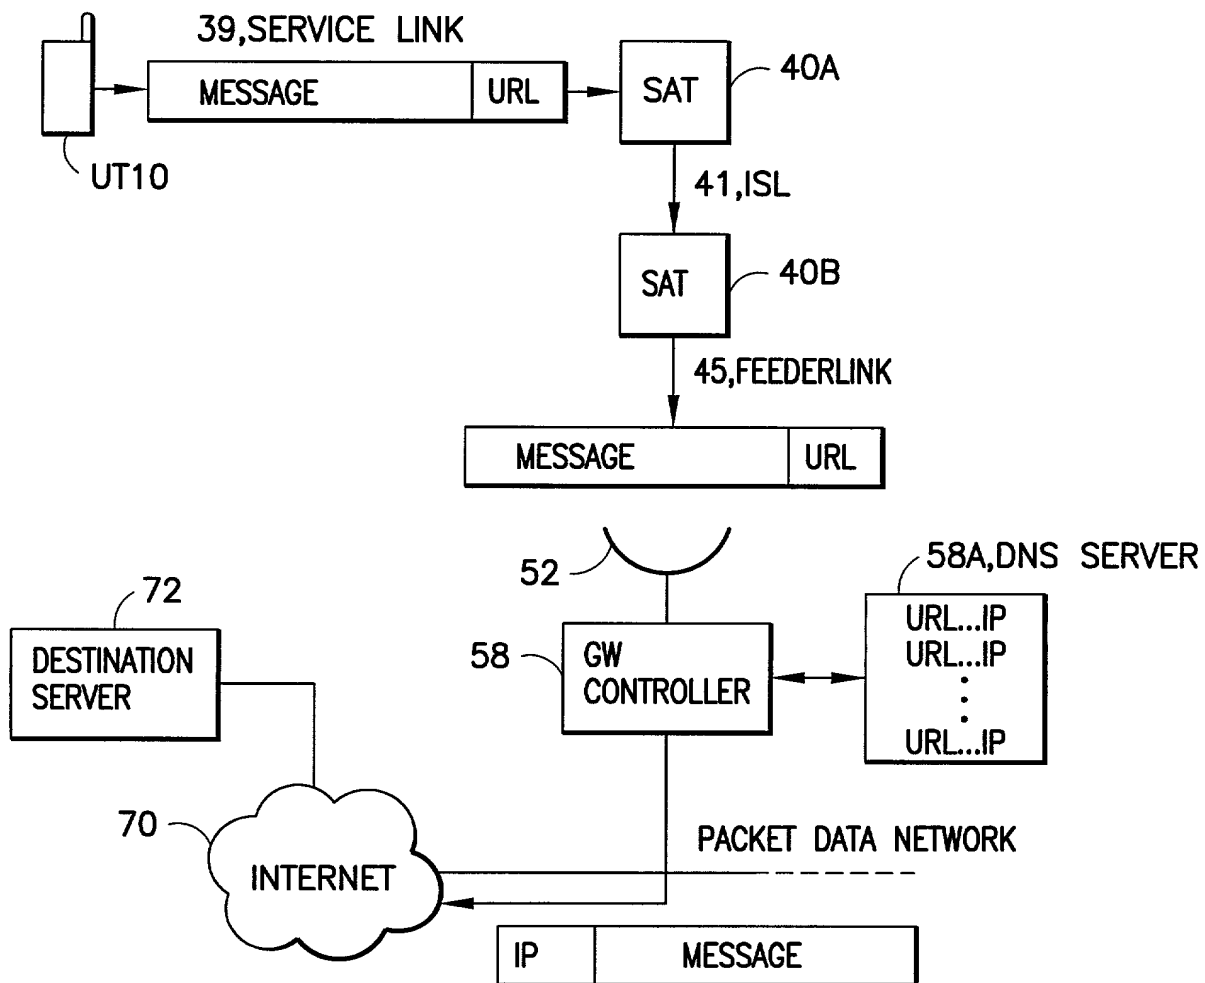 39,SERVICE LINK
MESSAGE URL
SAT
40A
UT10
41,ISL
SAT
40B
45,FEEDERLINK
MESSAGE URL
52
58A,DNS SERVER
URL...IP
URL...IP
URL...IP
72
DESTINATION
SERVER
58
GW
CONTROLLER
70
INTERNET
PACKET DATA NETWORK
IP MESSAGE